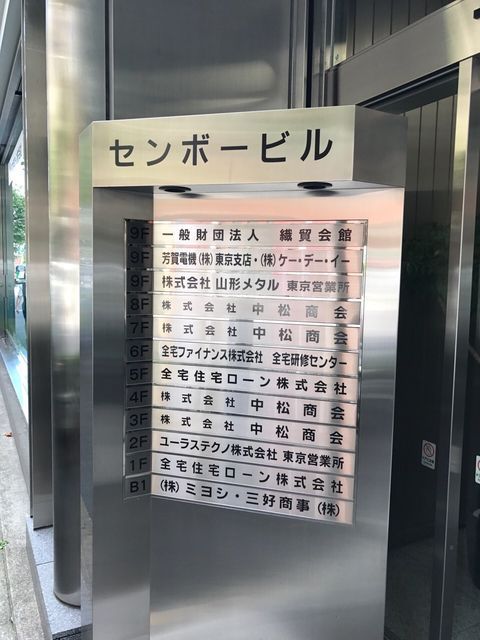 センボービル
9F 一般財団法人 繊貿会館
9F 芳賀電機(株)東京支店・(株)ケー・デー・イー
9F 株式会社 山形メタル 東京営業所
8F 株式会社 中松商会
7F 株式会社 中松商会
6F 全宅ファイナンス株式会社 全宅研修センター
5F 全宅住宅ローン株式会社
4F 株式会社 中松商会
3F 株式会社 中松商会
2F ユーラステクノ株式会社 東京営業所
1F 全宅住宅ローン株式会社
B1 (株)ミヨシ・三好商事(株)